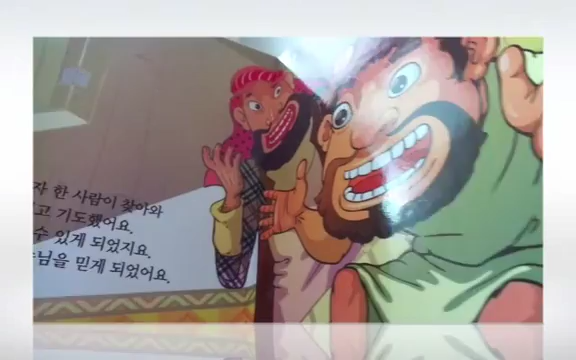 한 사람이 찾아와
고 기도했어요.
수 있게 되었지요.
님을 믿게 되었어요.